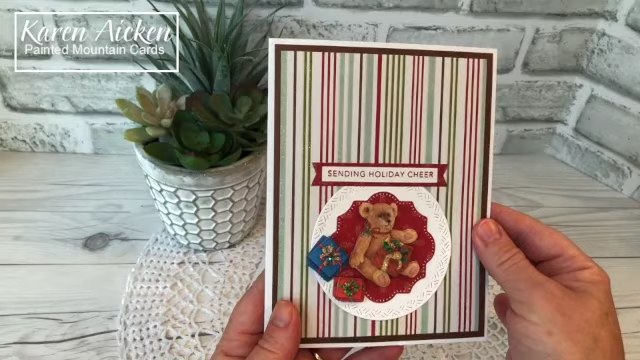 Karen Aicken
Painted Mountain Cards
SENDING HOLIDAY CHEER